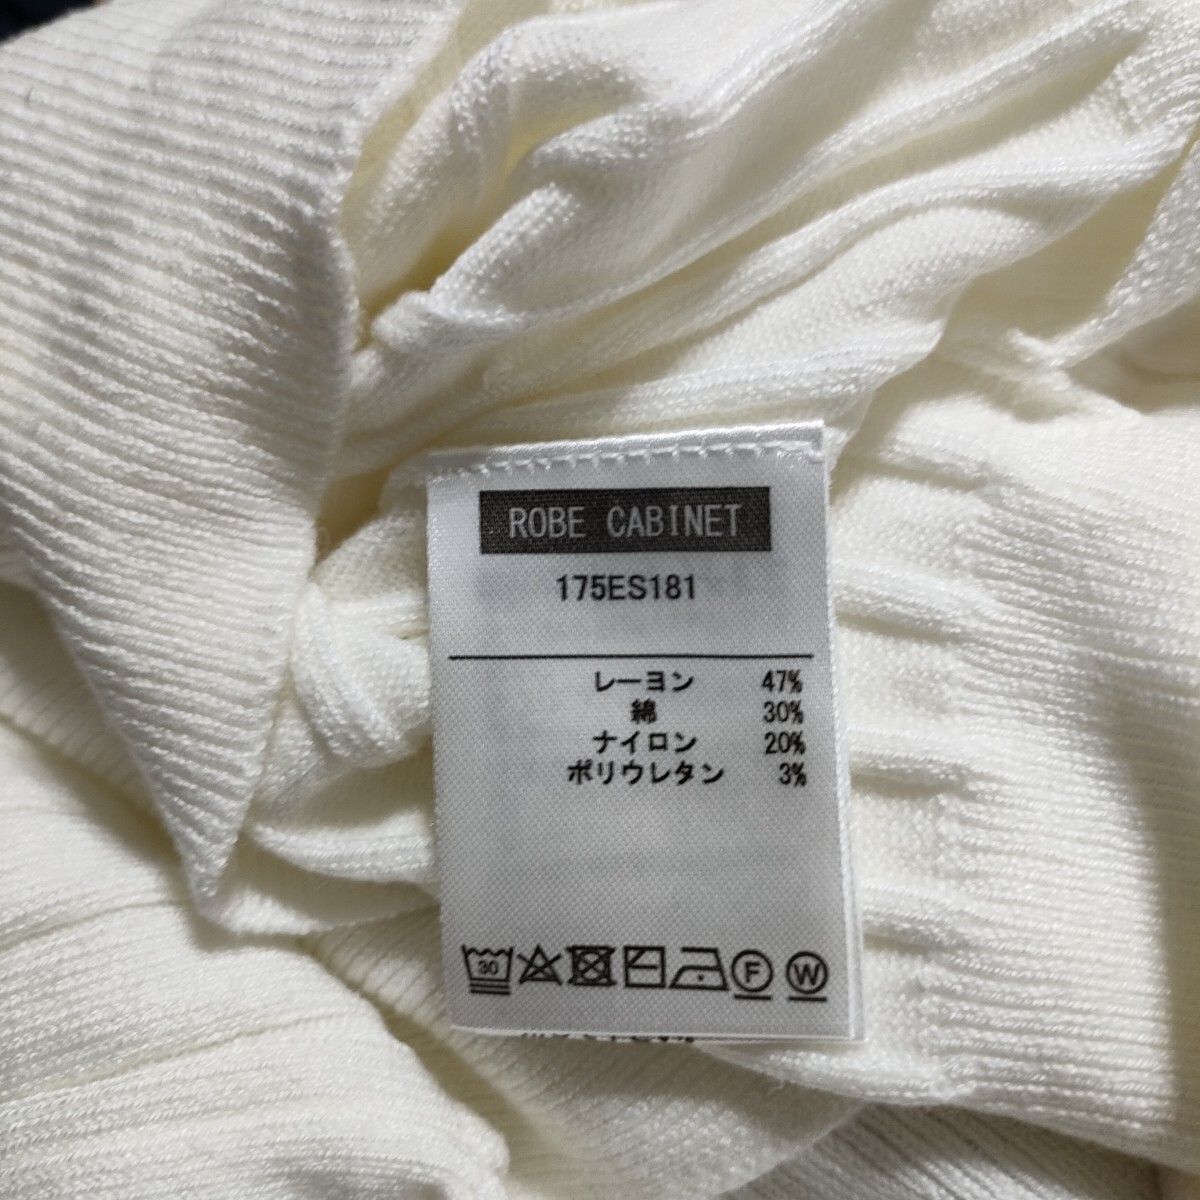 ROBE CABINET
175ES181
レーヨン 47%
綿 30%
ナイロン 20%
ポリウレタン 3%
30 F W